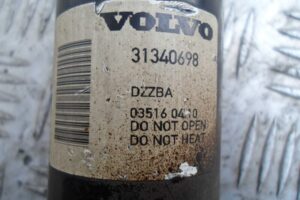 VOLVO
31340698
DZZBA
03516 0410
DO NOT OPEN
DO NOT HEAT